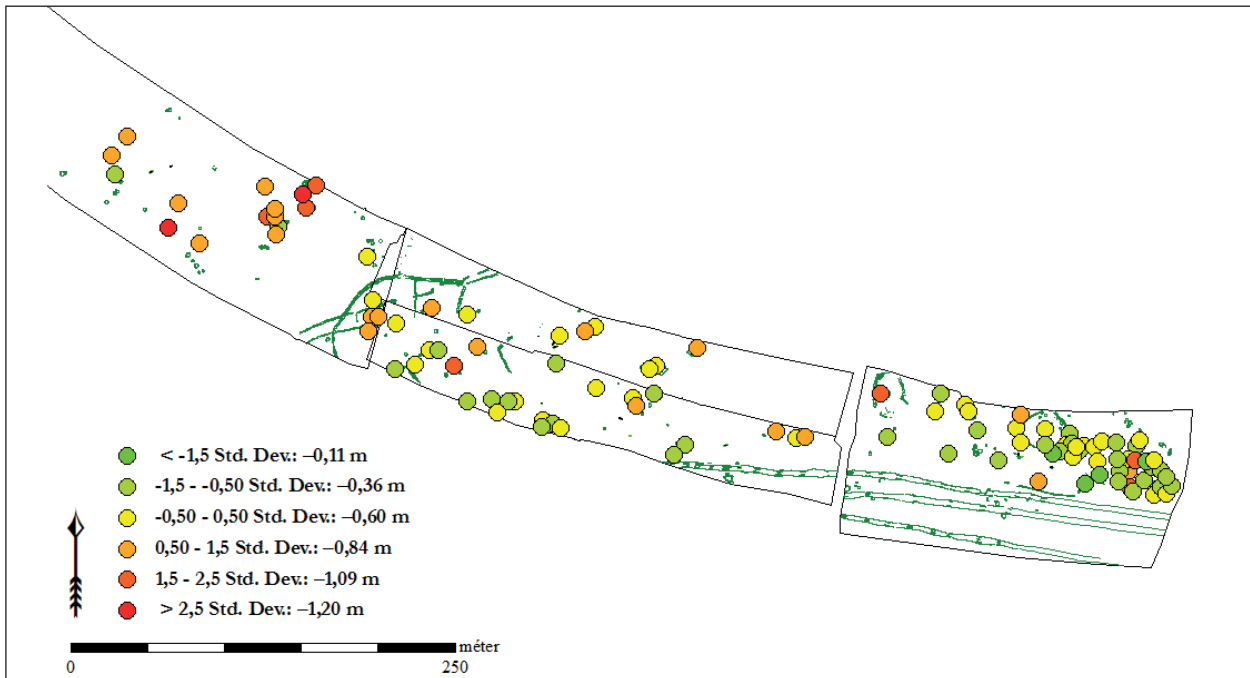 < -1,5 Std. Dev.: –0,11 m
-1,5 - -0,50 Std. Dev.: –0,36 m
-0,50 - 0,50 Std. Dev.: –0,60 m
0,50 - 1,5 Std. Dev.: –0,84 m
1,5 - 2,5 Std. Dev.: –1,09 m
> 2,5 Std. Dev.: –1,20 m
méter
0 250